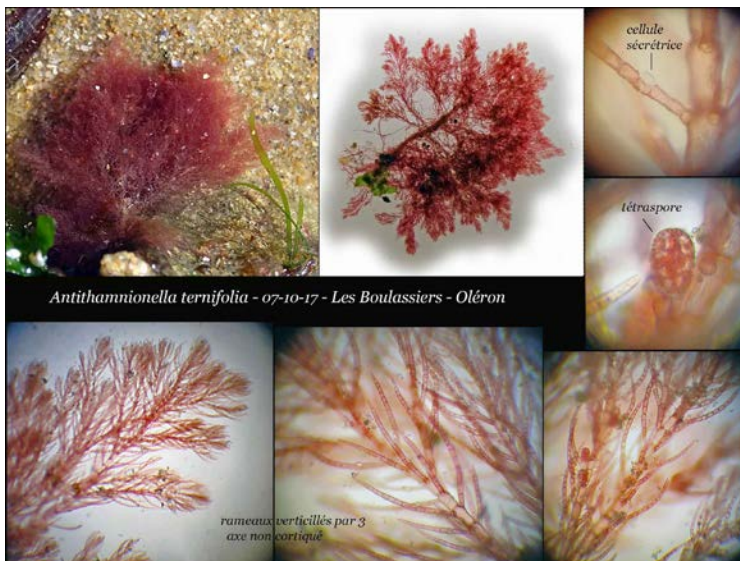 cellule
sécrétrice
tétraspore
Antithamnionella ternifolia - 07-10-17 - Les Boulassiers - Oléron
rameaux verticillés par 3
axe non cortiqué